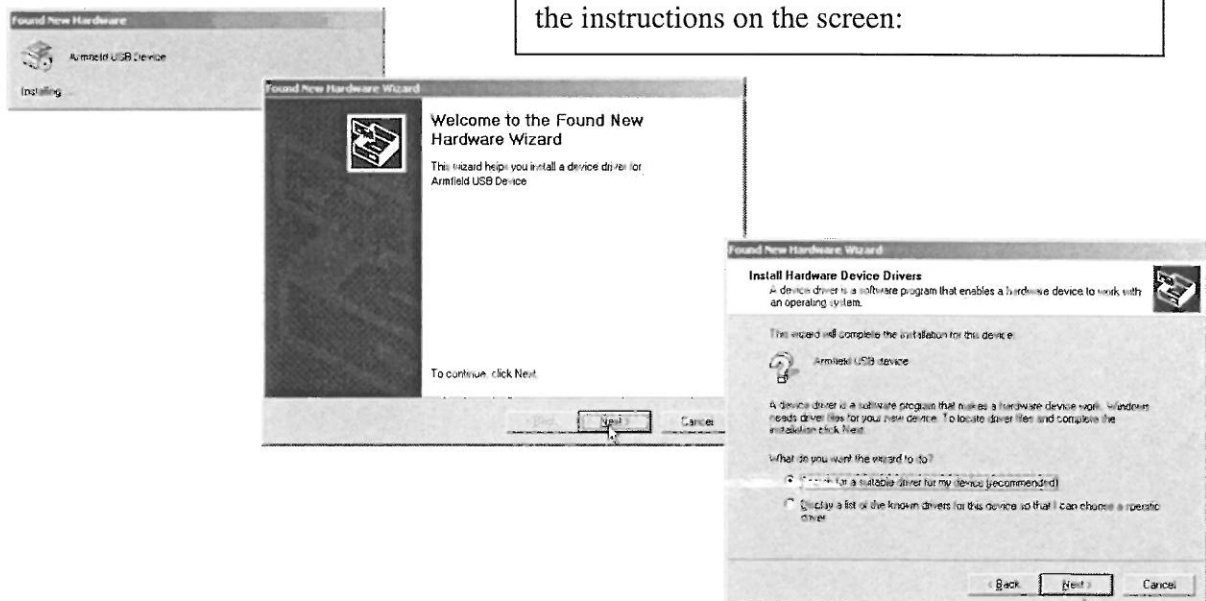 the instructions on the screen:
Found New Hardware
Armfield USB Device
Installing...
Found New Hardware Wizard
Welcome to the Found New
Hardware Wizard
This wizard helps you install a device driver for
Armfield USB Device
To continue, click Next.
Next >
Cancel
Found New Hardware Wizard
Install Hardware Device Drivers
A device driver is a software program that enables a hardware device to work with
an operating system.
This wizard will complete the installation for this device:
Armfield USB device
A device driver is a software program that makes a hardware device work. Windows
needs driver files for your new device. To locate driver files and complete the
installation click Next.
What do you want the wizard to do?
for a suitable driver for my device (recommended)
Display a list of the known drivers for this device so that I can choose a specific
driver
< Back
Next >
Cancel